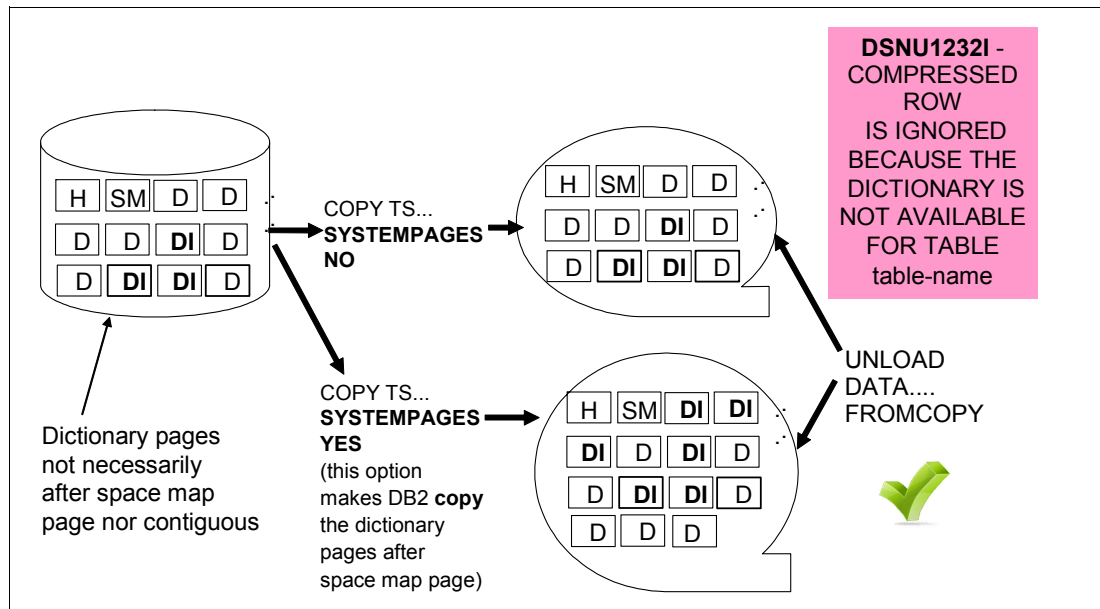 DSNU1232I -
COMPRESSED
ROW
IS IGNORED
BECAUSE THE
DICTIONARY IS
NOT AVAILABLE
FOR TABLE
table-name
H SM D D
D D DI D
D DI DI D
Dictionary pages
not necessarily
after space map
page nor contiguous
COPY TS...
SYSTEMPAGES
NO
H SM D D
D D DI D
D DI DI D
COPY TS...
SYSTEMPAGES
YES
(this option
makes DB2 copy
the dictionary
pages after
space map page)
H SM DI DI
DI D DI D
D DI DI D
D D D
UNLOAD
DATA....
FROMCOPY